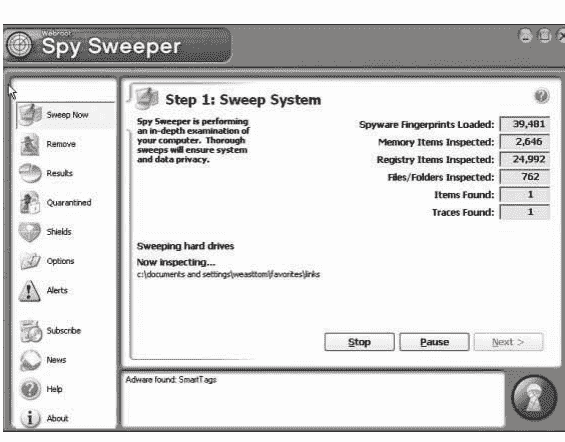 Webroot
Spy Sweeper
Sweep Now
Remove
Results
Quarantined
Shields
Options
Alerts
Subscribe
News
Help
About
Step 1: Sweep System
Spy Sweeper is performing
an in-depth examination of
your computer. Thorough
sweeps will ensure system
and data privacy.
Spyware Fingerprints Loaded: 39,481
Memory Items Inspected: 2,646
Registry Items Inspected: 24,992
Files/Folders Inspected: 762
Items Found: 1
Traces Found: 1
Sweeping hard drives
Now inspecting...
c:\documents and settings\weasttom\favorites\links
Stop Pause Next >
Adware found: SmartTags